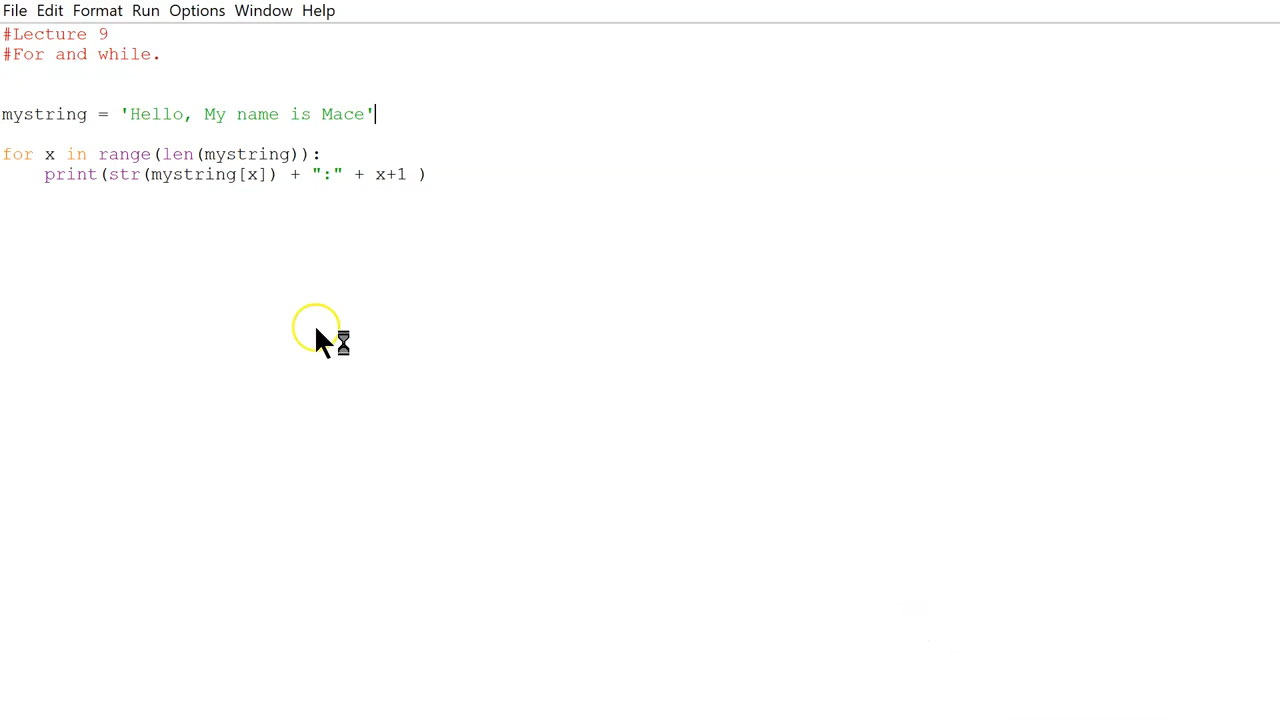 File Edit Format Run Options Window Help
#Lecture 9
#For and while.
mystring = 'Hello, My name is Mace'
for x in range(len(mystring)):
    print(str(mystring[x]) + ":" + x+1 )